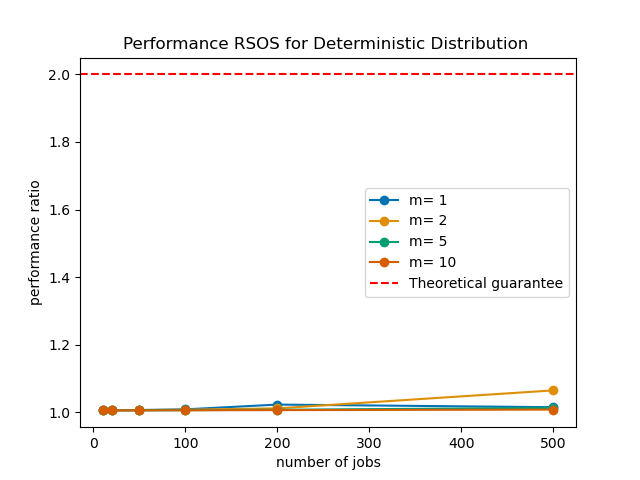 Performance RSOS for Deterministic Distribution
performance ratio
2.0
1.8
1.6
1.4
1.2
1.0
m= 1
m= 2
m= 5
m= 10
Theoretical guarantee
0 100 200 300 400 500
number of jobs